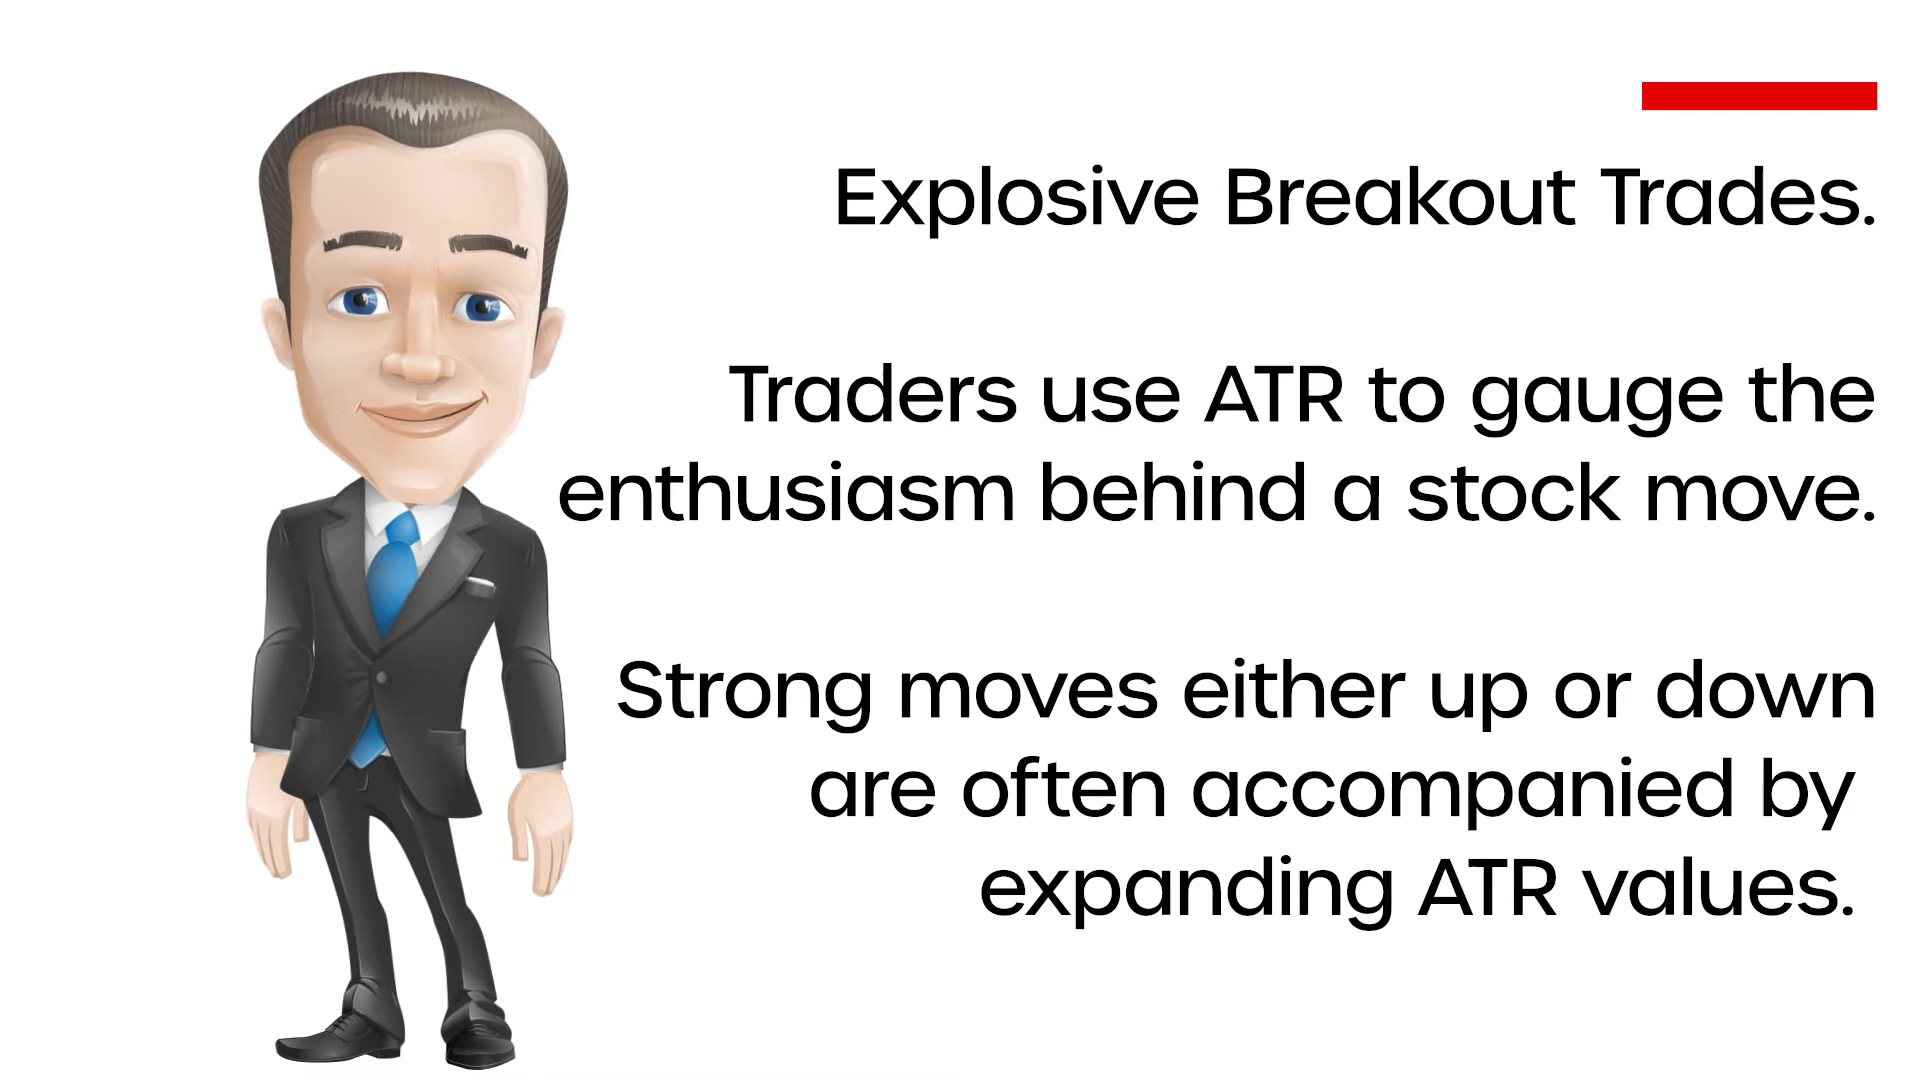 Explosive Breakout Trades.
Traders use ATR to gauge the
enthusiasm behind a stock move.
Strong moves either up or down
are often accompanied by
expanding ATR values.